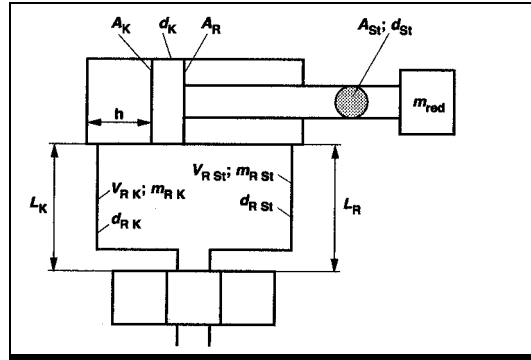 A_K d_K A_R A_St; d_St
m_red
h
V_R St; m_R St
L_K V_R K; m_R K L_R
d_R St
d_R K